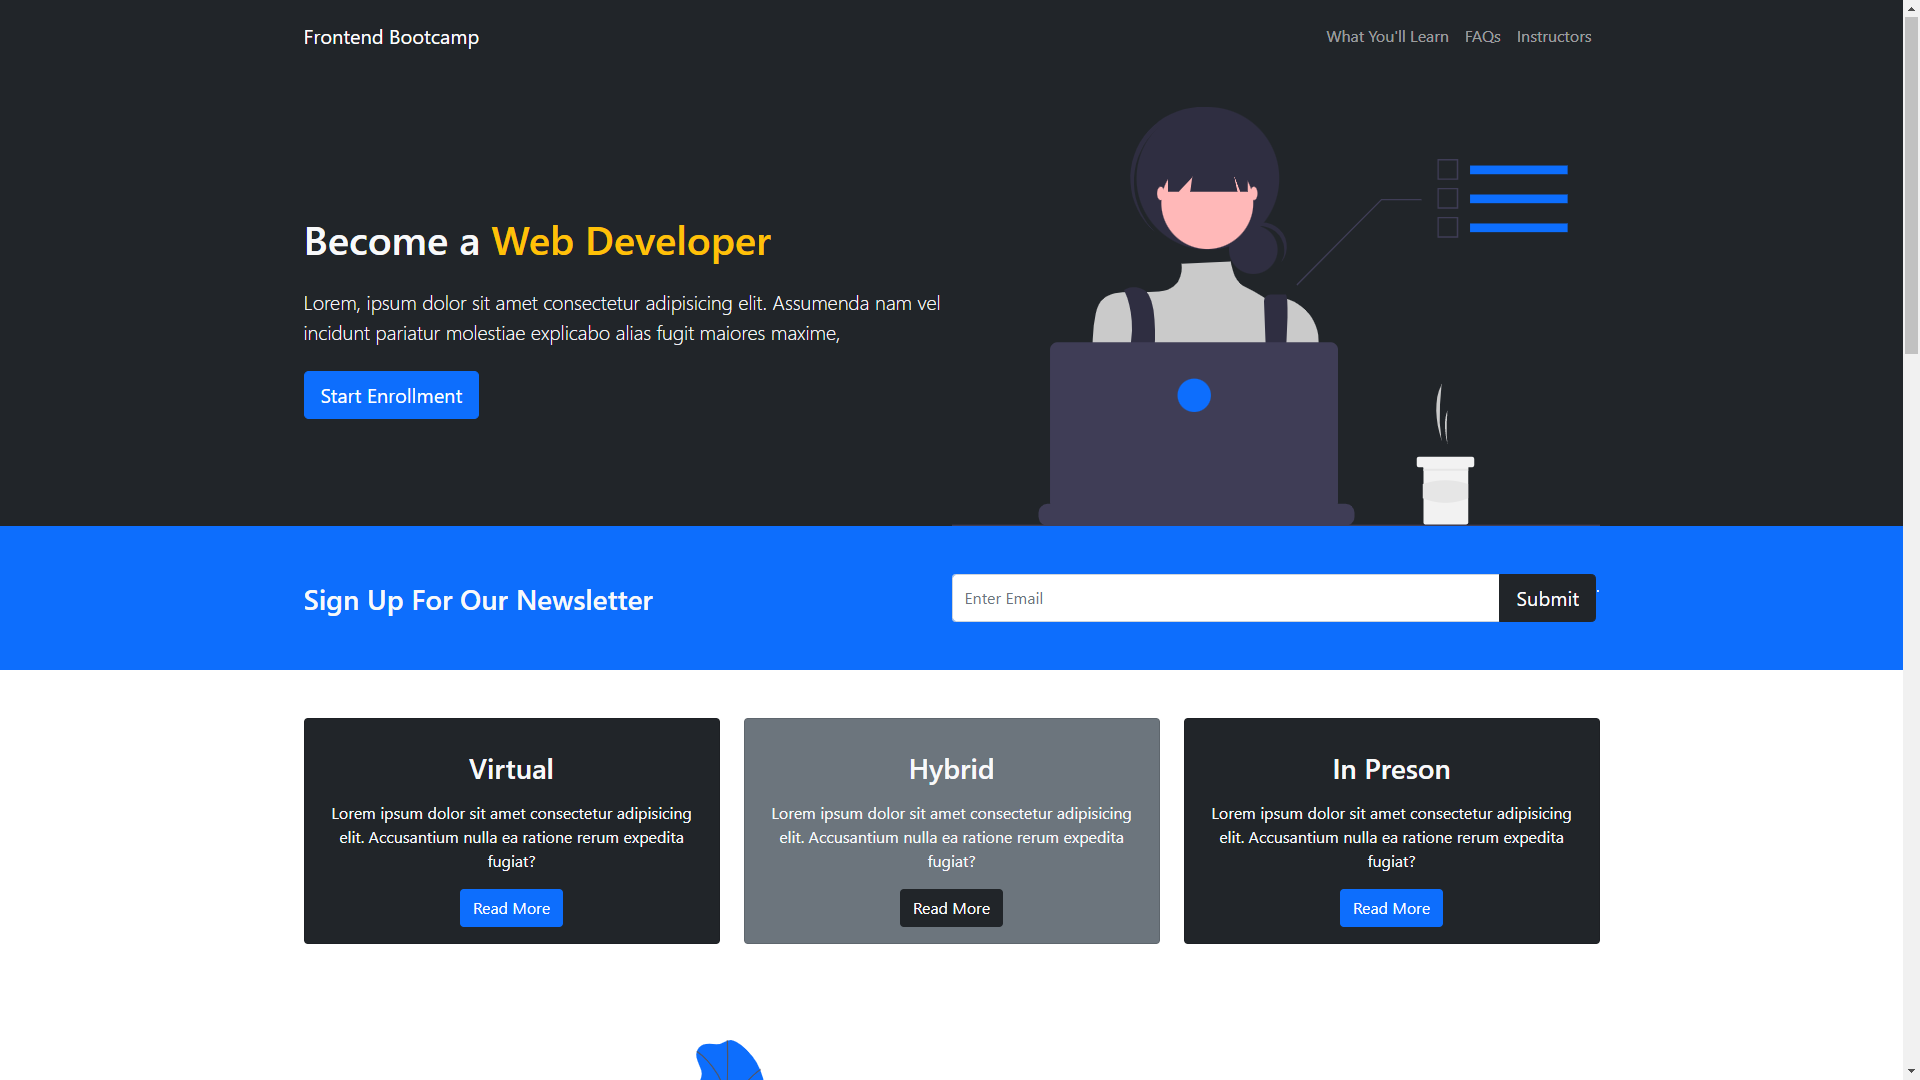 Frontend Bootcamp
What You'll Learn FAQs Instructors
Become a Web Developer
Lorem, ipsum dolor sit amet consectetur adipisicing elit. Assumenda nam vel
incidunt pariatur molestiae explicabo alias fugit maiores maxime,
Start Enrollment
Sign Up For Our Newsletter
Enter Email
Submit
.
Virtual
Lorem ipsum dolor sit amet consectetur adipisicing
elit. Accusantium nulla ea ratione rerum expedita
fugiat?
Read More
Hybrid
Lorem ipsum dolor sit amet consectetur adipisicing
elit. Accusantium nulla ea ratione rerum expedita
fugiat?
Read More
In Preson
Lorem ipsum dolor sit amet consectetur adipisicing
elit. Accusantium nulla ea ratione rerum expedita
fugiat?
Read More